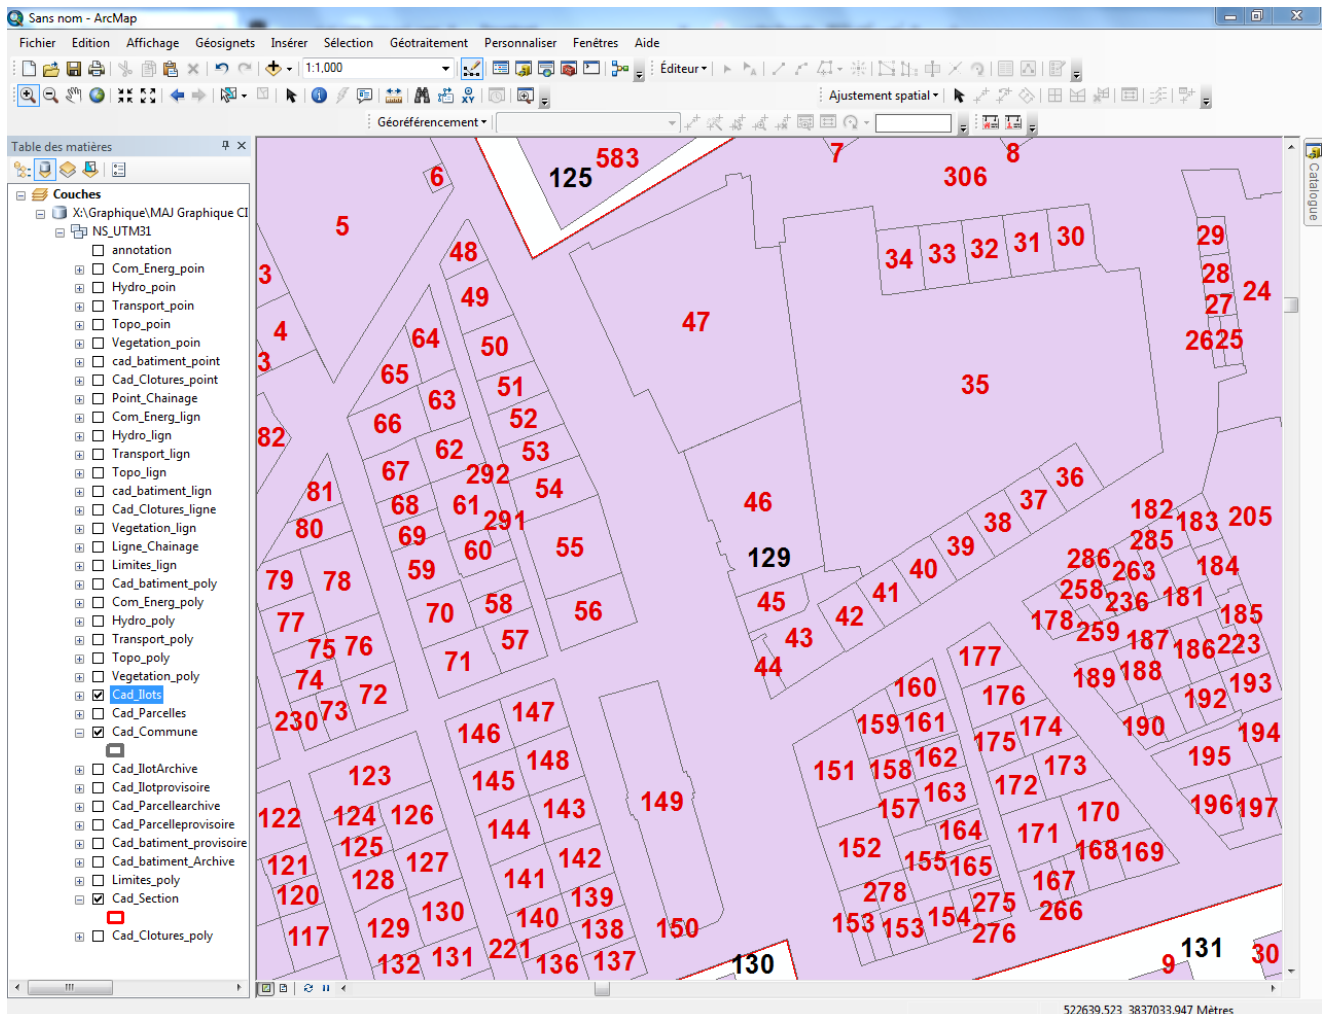 Sans nom - ArcMap
Fichier Edition Affichage Géosignets Insérer Sélection Géotraitement Personnaliser Fenêtres Aide
1:1,000 Éditeur
Ajustement spatial
Géoréférencement
Table des matières
Catalogue
Couches
X:\Graphique\MAJ Graphique CI
NS_UTM31
annotation
Com_Energ_poin
Hydro_poin
Transport_poin
Topo_poin
Vegetation_poin
cad_batiment_point
Cad_Clotures_point
Point_Chainage
Com_Energ_lign
Hydro_lign
Transport_lign
Topo_lign
cad_batiment_lign
Cad_Clotures_ligne
Vegetation_lign
Ligne_Chainage
Limites_lign
Cad_batiment_poly
Com_Energ_poly
Hydro_poly
Transport_poly
Topo_poly
Vegetation_poly
Cad_Ilots
Cad_Parcelles
Cad_Commune
Cad_IlotArchive
Cad_Ilotprovisoire
Cad_Parcellearchive
Cad_Parcelleprovisoire
Cad_batiment_provisoire
Cad_batiment_Archive
Limites_poly
Cad_Section
Cad_Clotures_poly
583 7 8
6 125 306
5
48 34 33 32 31 30 29
3 49 28 24
4 64 50 47 27
3 65 51 26 25
63 52 35
82 66 62 53
67 292 54 36
81 68 61 46 37 182 183 205
80 69 291 38 285
60 55 129 39 286 263 184
79 78 59 40 258 236 181
77 70 58 56 45 41 178 259 185
75 76 57 43 42 187 186 223
74 71 44 177 189 188
230 73 72 160 176 192 193
146 147 159 161 174 190 194
123 148 175 195
145 151 158 162 173
122 124 126 143 149 157 163 172 170 196 197
125 144 164 171
121 127 142 152 155 165 168 169
120 128 141 139 278 167
130 140 138 153 153 154 275 266
117 129 221 150 276
132 131 136 137 130 9 131 30
522639,523 3837033,947 Mètres